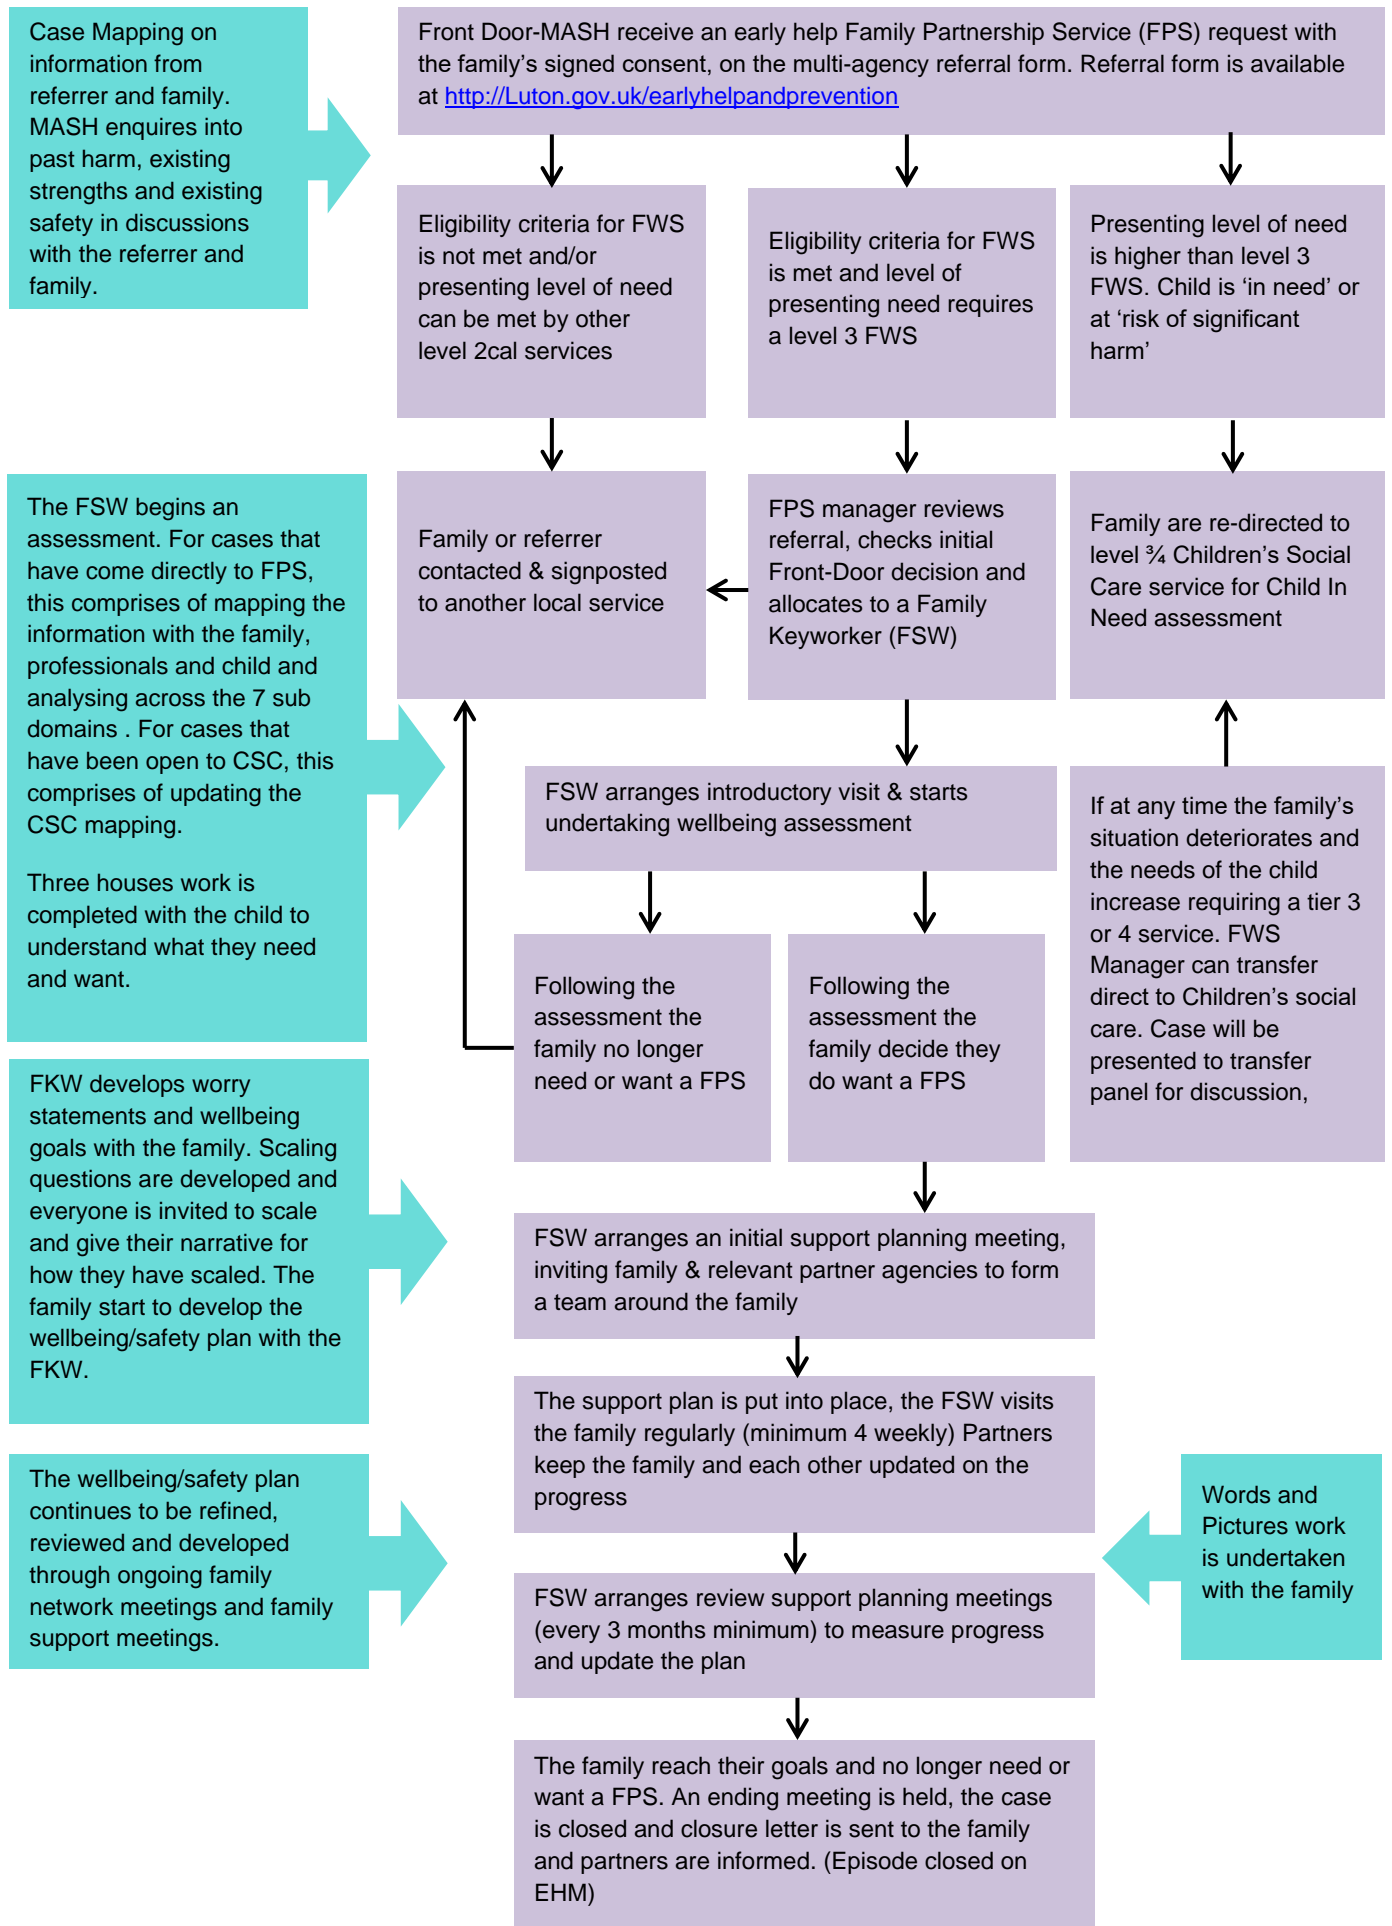 Case Mapping on
information from
referrer and family.
MASH enquires into
past harm, existing
strengths and existing
safety in discussions
with the referrer and
family.
Front Door-MASH receive an early help Family Partnership Service (FPS) request with
the family’s signed consent, on the multi-agency referral form. Referral form is available
at http://Luton.gov.uk/earlyhelpandprevention
Eligibility criteria for FWS
is not met and/or
presenting level of need
can be met by other
level 2cal services
Eligibility criteria for FWS
is met and level of
presenting need requires
a level 3 FWS
Presenting level of need
is higher than level 3
FWS. Child is ‘in need’ or
at ‘risk of significant
harm’
The FSW begins an
assessment. For cases that
have come directly to FPS,
this comprises of mapping the
information with the family,
professionals and child and
analysing across the 7 sub
domains . For cases that
have been open to CSC, this
comprises of updating the
CSC mapping.
Three houses work is
completed with the child to
understand what they need
and want.
Family or referrer
contacted & signposted
to another local service
FPS manager reviews
referral, checks initial
Front-Door decision and
allocates to a Family
Keyworker (FSW)
Family are re-directed to
level ¾ Children’s Social
Care service for Child In
Need assessment
FSW arranges introductory visit & starts
undertaking wellbeing assessment
If at any time the family’s
situation deteriorates and
the needs of the child
increase requiring a tier 3
or 4 service. FWS
Manager can transfer
direct to Children’s social
care. Case will be
presented to transfer
panel for discussion,
Following the
assessment the
family no longer
need or want a FPS
Following the
assessment the
family decide they
do want a FPS
FKW develops worry
statements and wellbeing
goals with the family. Scaling
questions are developed and
everyone is invited to scale
and give their narrative for
how they have scaled. The
family start to develop the
wellbeing/safety plan with the
FKW.
FSW arranges an initial support planning meeting,
inviting family & relevant partner agencies to form
a team around the family
The support plan is put into place, the FSW visits
the family regularly (minimum 4 weekly) Partners
keep the family and each other updated on the
progress
The wellbeing/safety plan
continues to be refined,
reviewed and developed
through ongoing family
network meetings and family
support meetings.
Words and
Pictures work
is undertaken
with the family
FSW arranges review support planning meetings
(every 3 months minimum) to measure progress
and update the plan
The family reach their goals and no longer need or
want a FPS. An ending meeting is held, the case
is closed and closure letter is sent to the family
and partners are informed. (Episode closed on
EHM)